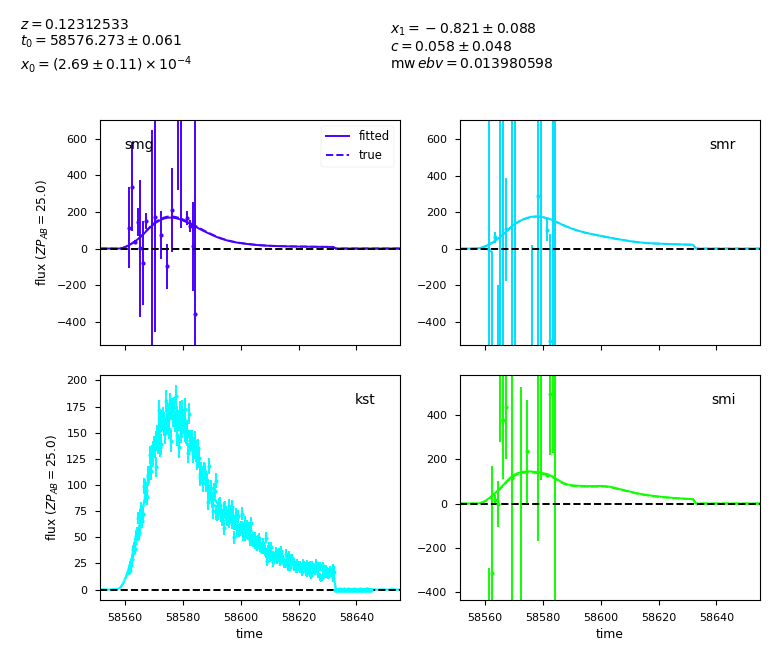 z = 0.12312533
t₀ = 58576.273 ± 0.061
x₀ = (2.69 ± 0.11) × 10⁻⁴
x₁ = −0.821 ± 0.088
c = 0.058 ± 0.048
mw ebv = 0.013980598
smg
fitted
true
600
400
200
0
−200
−400
flux (ZP_AB = 25.0)
smr
600
400
200
0
−200
−400
kst
200
175
150
125
100
75
50
25
0
flux (ZP_AB = 25.0)
58560 58580 58600 58620 58640
time
smi
400
200
0
−200
−400
58560 58580 58600 58620 58640
time